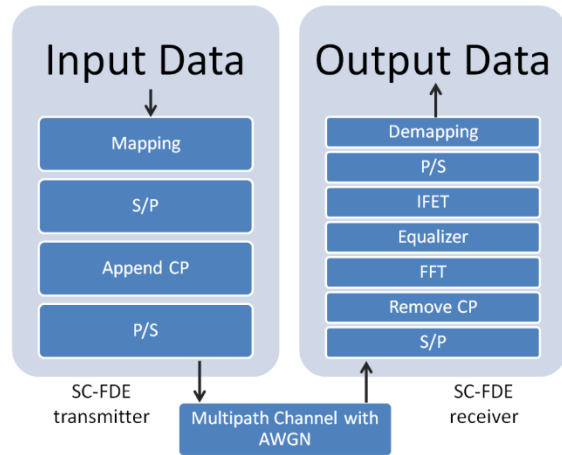 Input Data
Mapping
S/P
Append CP
P/S
SC-FDE
transmitter
Multipath Channel with
AWGN
Output Data
Demapping
P/S
IFET
Equalizer
FFT
Remove CP
S/P
SC-FDE
receiver